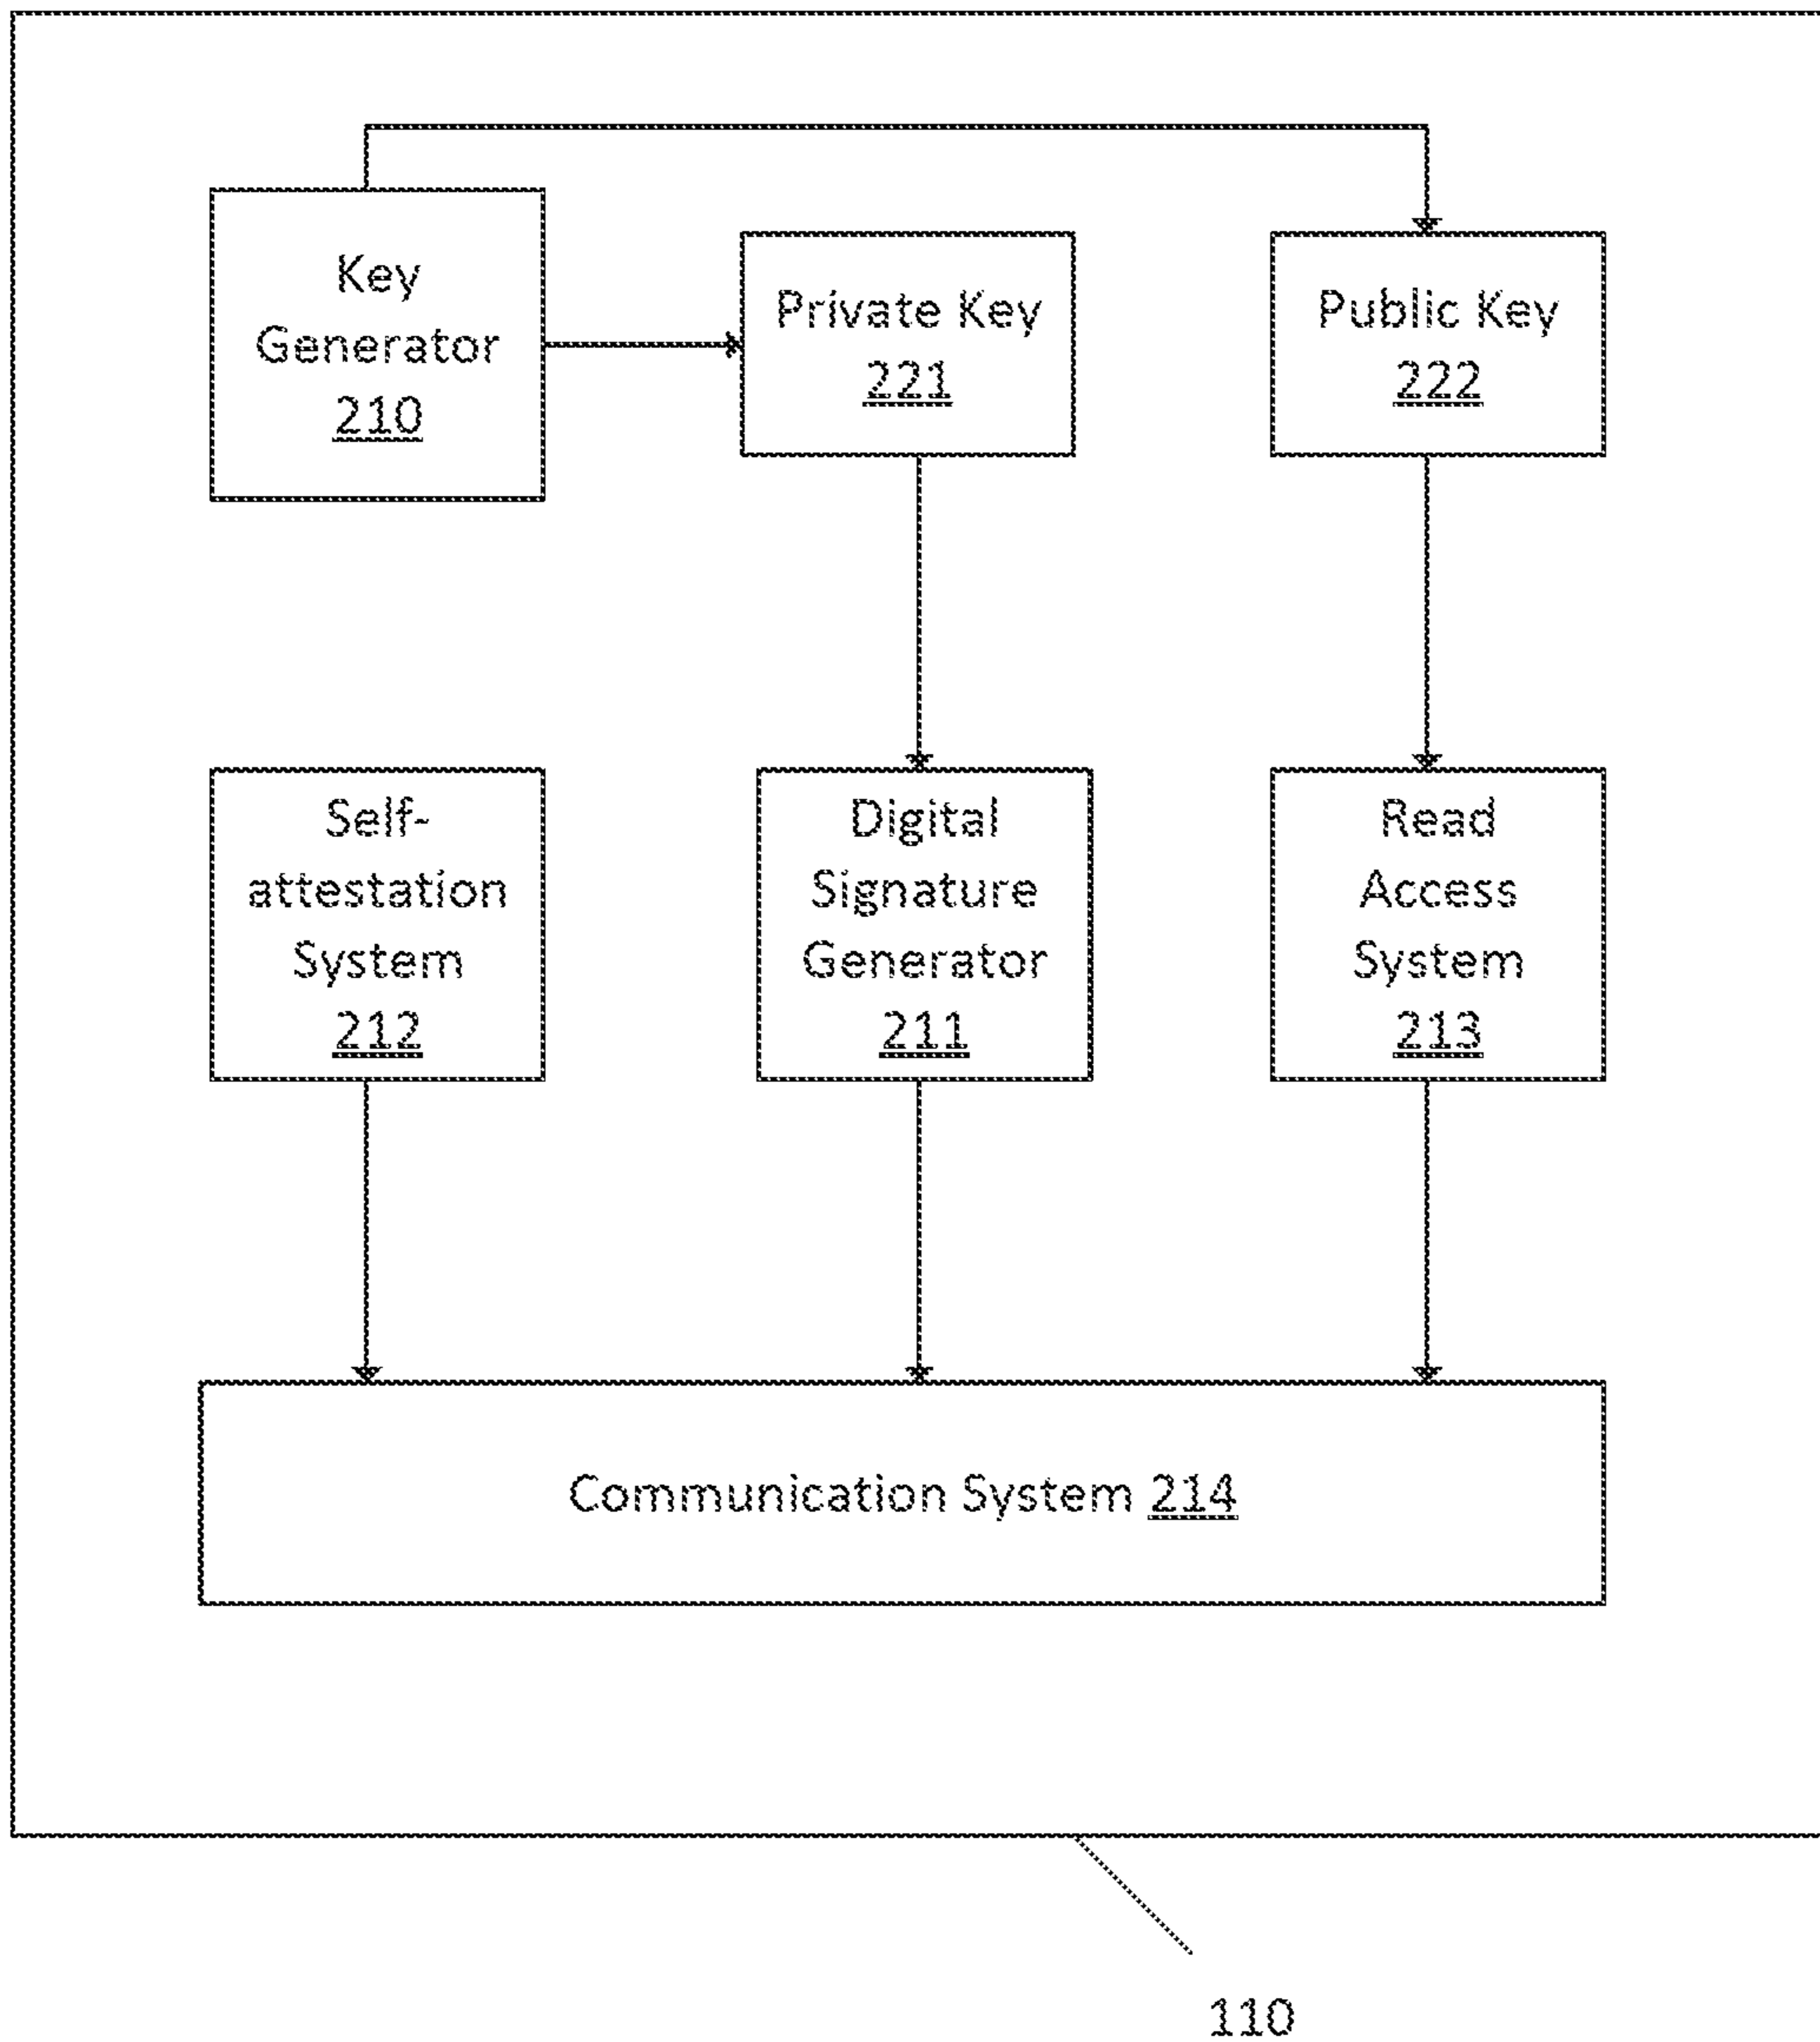 Key
Generator
210
Private Key
221
Public Key
222
Self-
attestation
System
212
Digital
Signature
Generator
211
Read
Access
System
213
Communication System 214
110